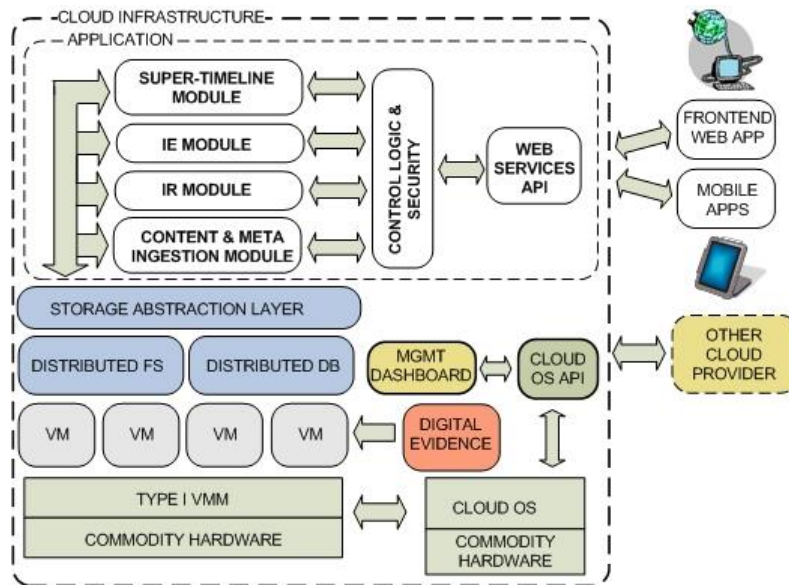 CLOUD INFRASTRUCTURE
APPLICATION
SUPER-TIMELINE
MODULE
IE MODULE
IR MODULE
CONTENT & META
INGESTION MODULE
CONTROL LOGIC &
SECURITY
WEB
SERVICES
API
FRONTEND
WEB APP
MOBILE
APPS
STORAGE ABSTRACTION LAYER
DISTRIBUTED FS
DISTRIBUTED DB
MGMT
DASHBOARD
CLOUD
OS API
OTHER
CLOUD
PROVIDER
VM
VM
VM
VM
DIGITAL
EVIDENCE
TYPE I VMM
COMMODITY HARDWARE
CLOUD OS
COMMODITY
HARDWARE